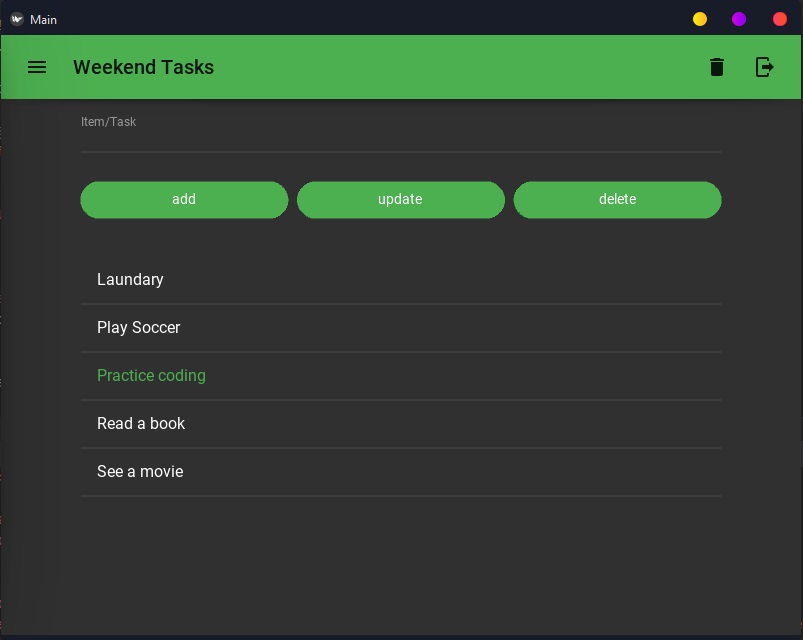 Main
Weekend Tasks
Item/Task
add update delete
Laundary
Play Soccer
Practice coding
Read a book
See a movie